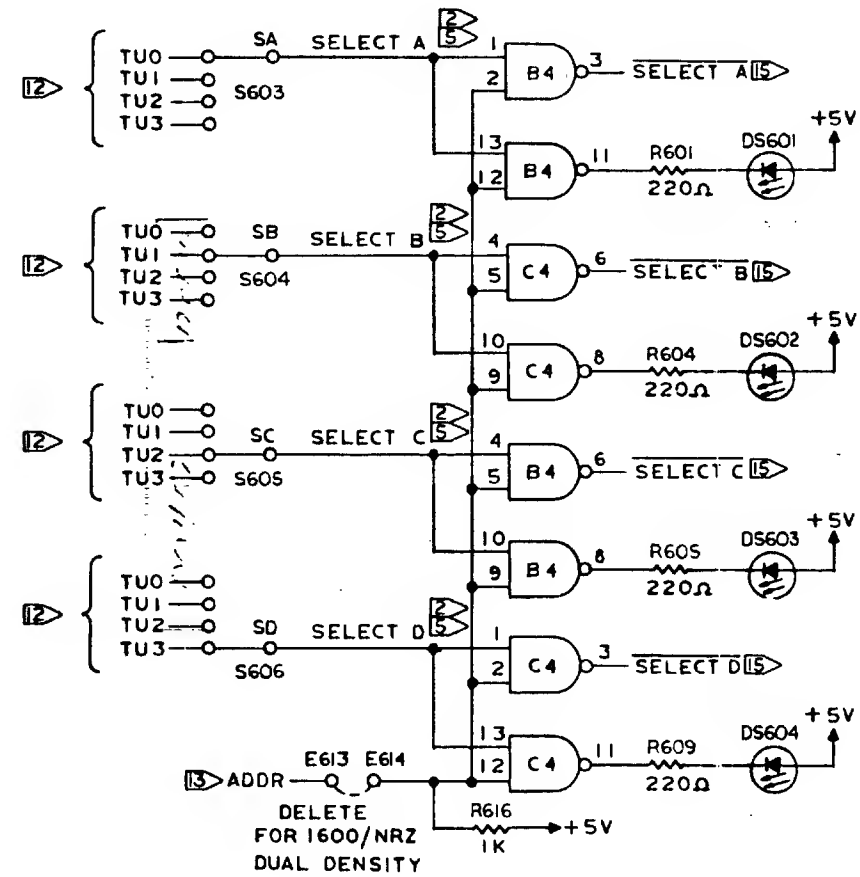 2
5
TU0 SA SELECT A 1 3 SELECT A 15
12 TU1 2 B4
TU2 S603
TU3
+5V
13 11 R601 DS601
12 B4 220Ω
2
5
TU0
12 TU1 SB SELECT B 4 6 SELECT B 15
TU2 S604 5 C4
TU3
+5V
10 8 R604 DS602
9 C4 220Ω
2
5
TU0
TU1
12 TU2 SC SELECT C 4 6 SELECT C 15
TU3 S605 5 B4
+5V
10 8 R605 DS603
9 B4 220Ω
2
5
TU0
12 TU1
TU2
TU3 SD SELECT D 1 3 SELECT D 15
S606 2 C4
+5V
13 11 R609 DS604
12 C4 220Ω
13 ADDR E613 E614
DELETE
FOR 1600/NRZ
DUAL DENSITY
R616
1K
+5V